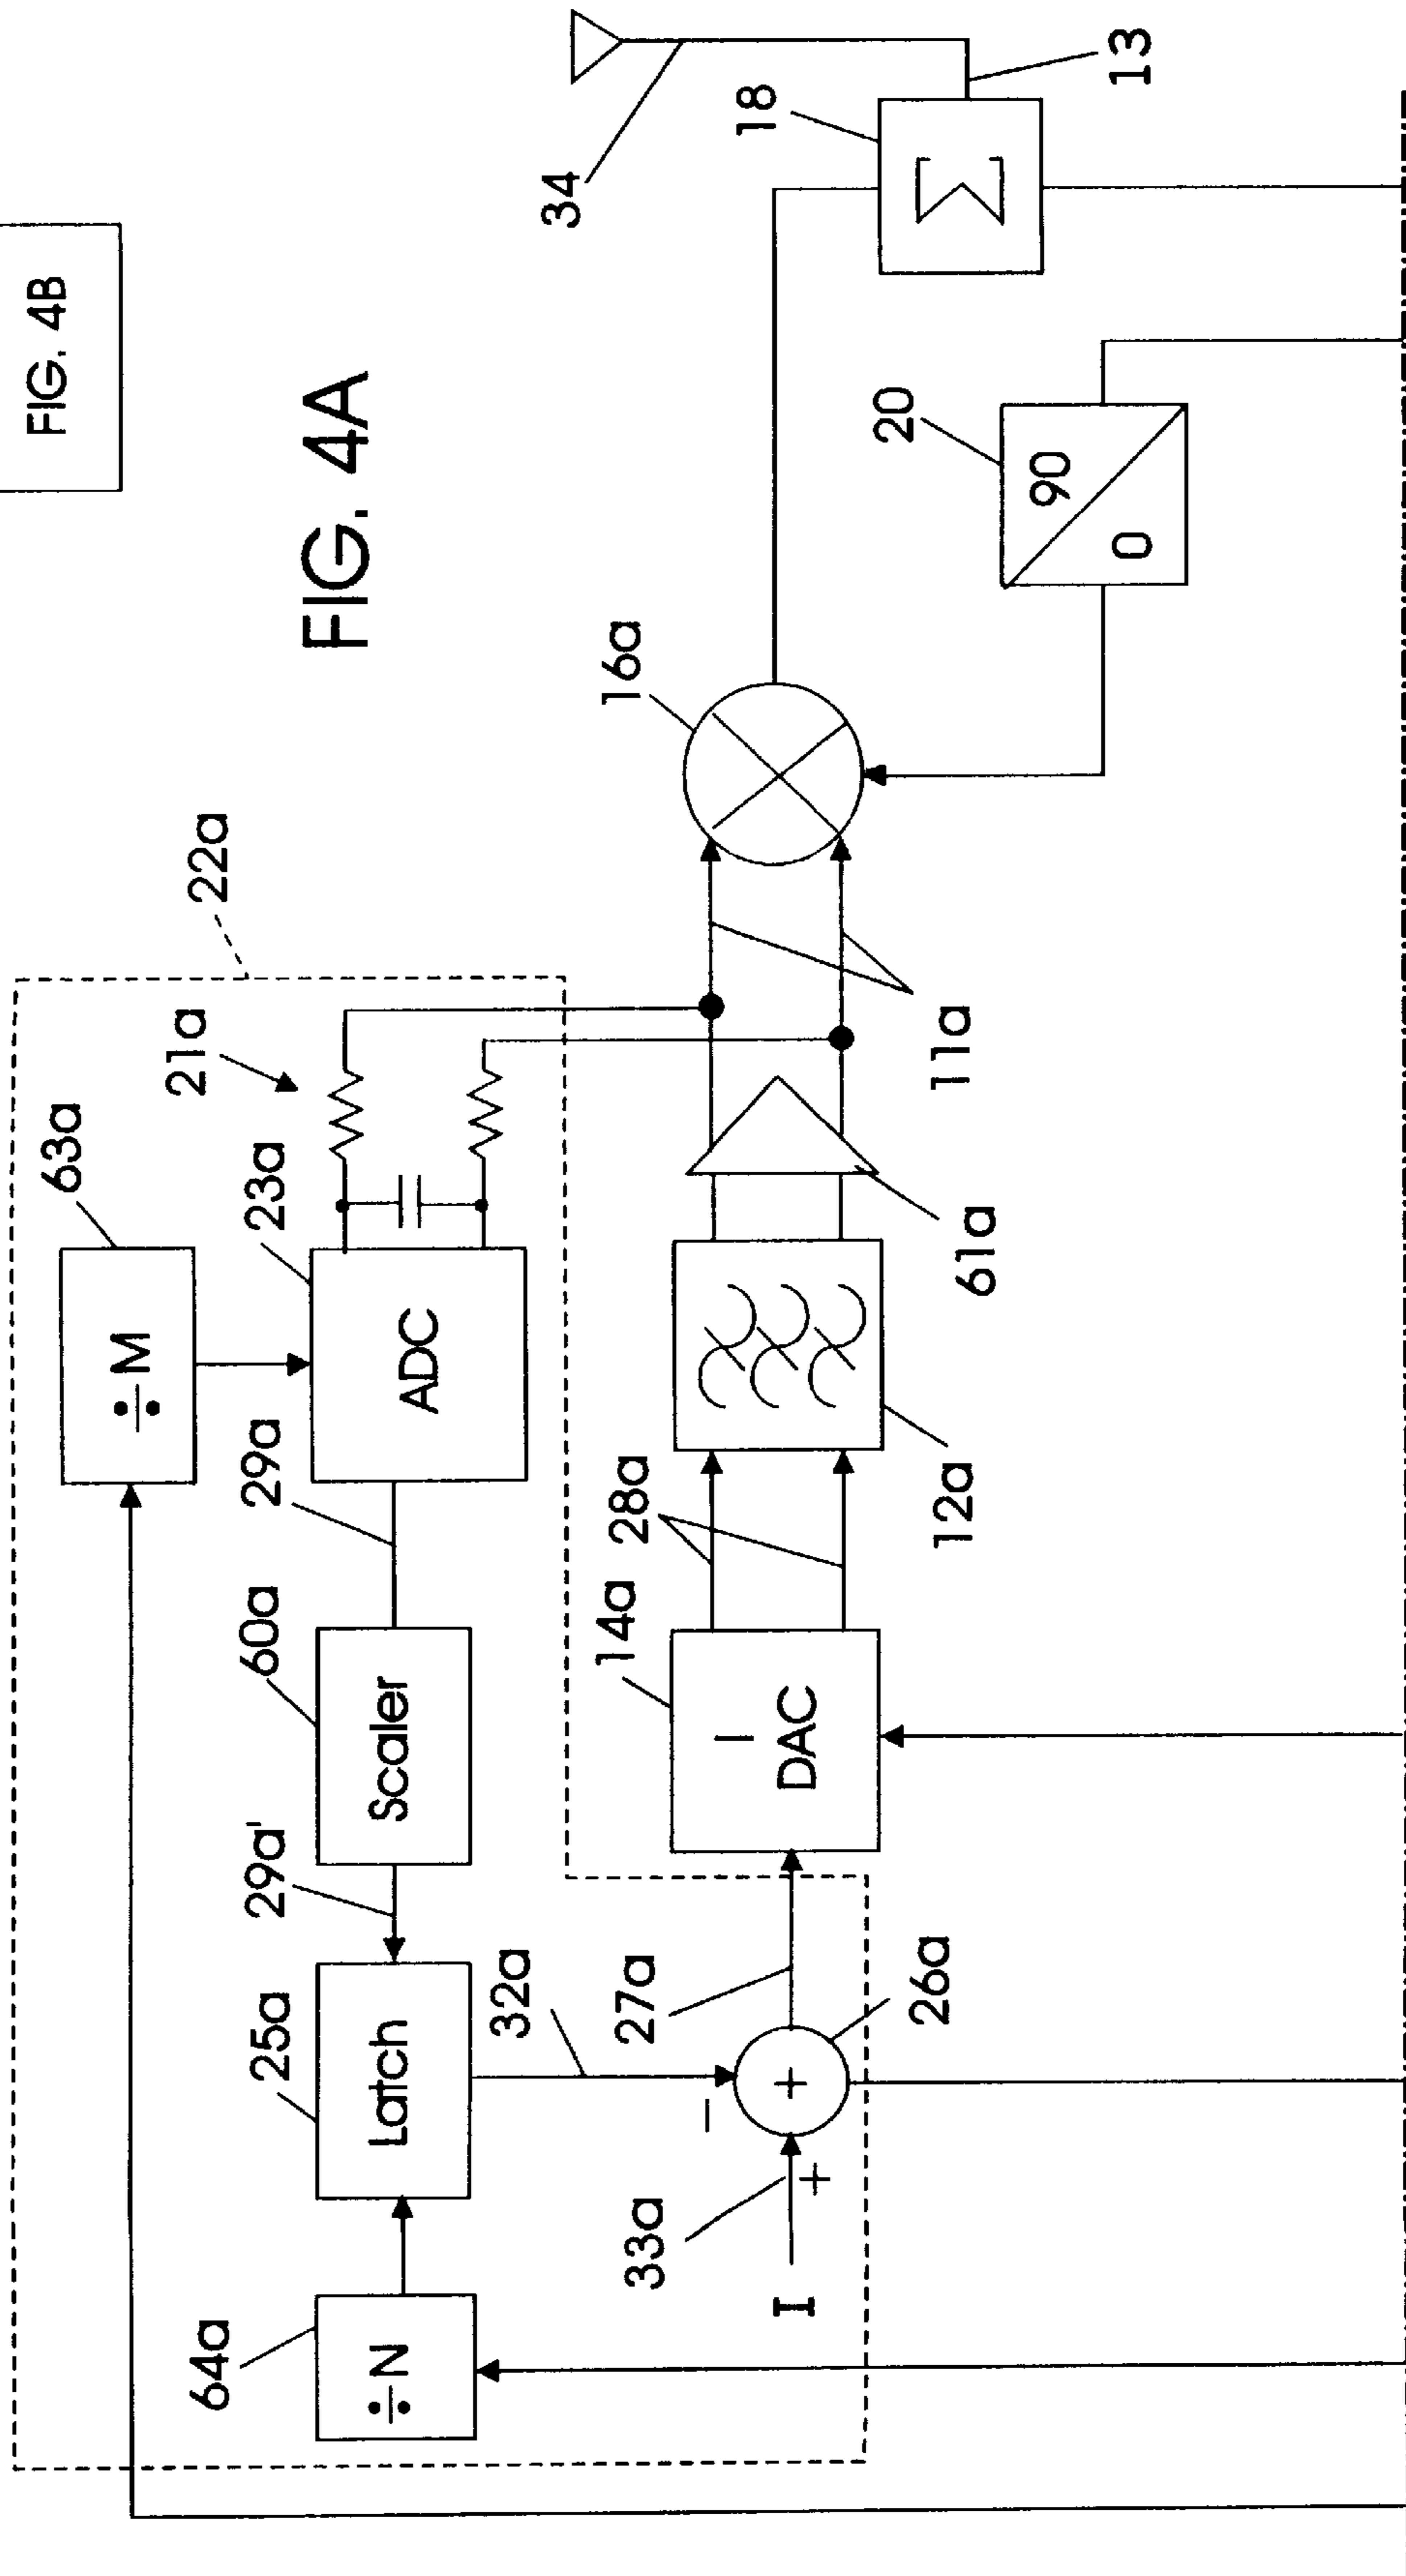 FIG. 4B
FIG. 4A
22a
63a
÷M
21a
23a
ADC
29a
60a
Scaler
29a'
25a
Latch
64a
÷N
32a
27a
26a
-
+
+
33a
I
14a
I
DAC
28a
12a
61a
11a
16a
20
90
0
18
Σ
34
13